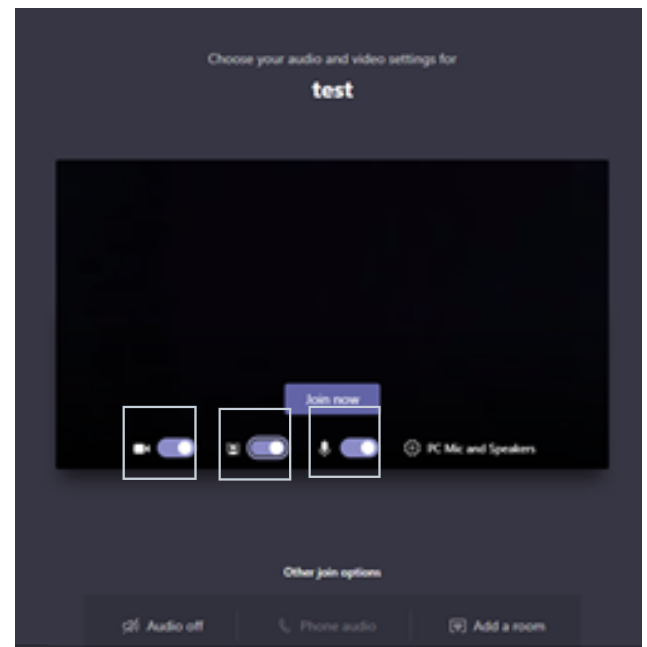 Choose your audio and video settings for
test
Join now
PC Mic and Speakers
Other join options
Audio off
Phone audio
Add a room